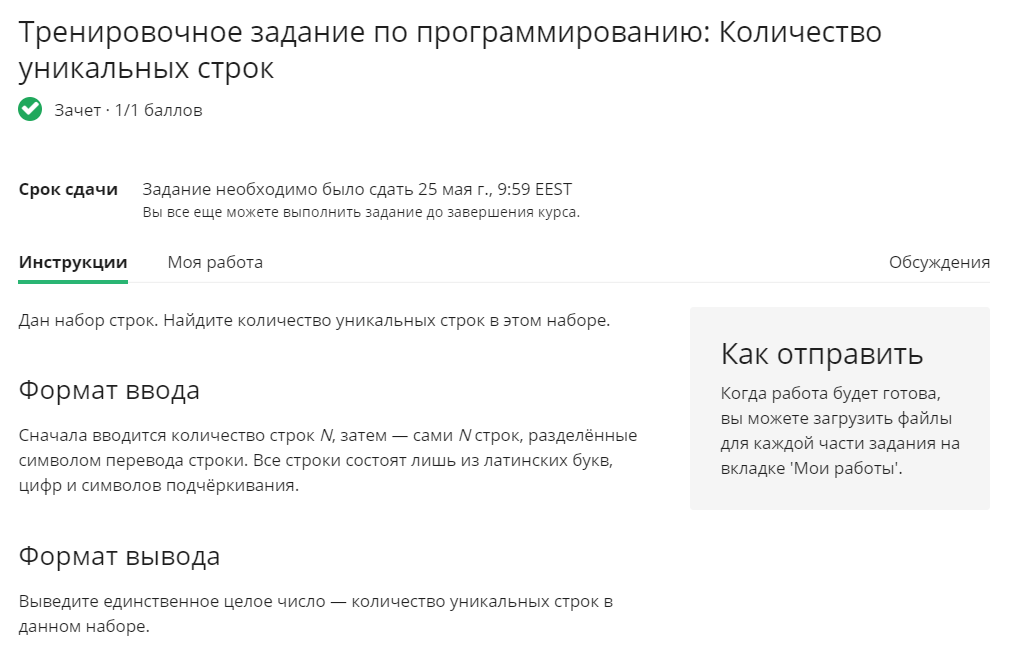 Тренировочное задание по программированию: Количество
уникальных строк
Зачет · 1/1 баллов
Срок сдачи Задание необходимо было сдать 25 мая г., 9:59 EEST
Вы все еще можете выполнить задание до завершения курса.
Инструкции Моя работа Обсуждения
Дан набор строк. Найдите количество уникальных строк в этом наборе.
Формат ввода
Сначала вводится количество строк N, затем — сами N строк, разделённые
символом перевода строки. Все строки состоят лишь из латинских букв,
цифр и символов подчёркивания.
Формат вывода
Выведите единственное целое число — количество уникальных строк в
данном наборе.
Как отправить
Когда работа будет готова,
вы можете загрузить файлы
для каждой части задания на
вкладке 'Мои работы'.